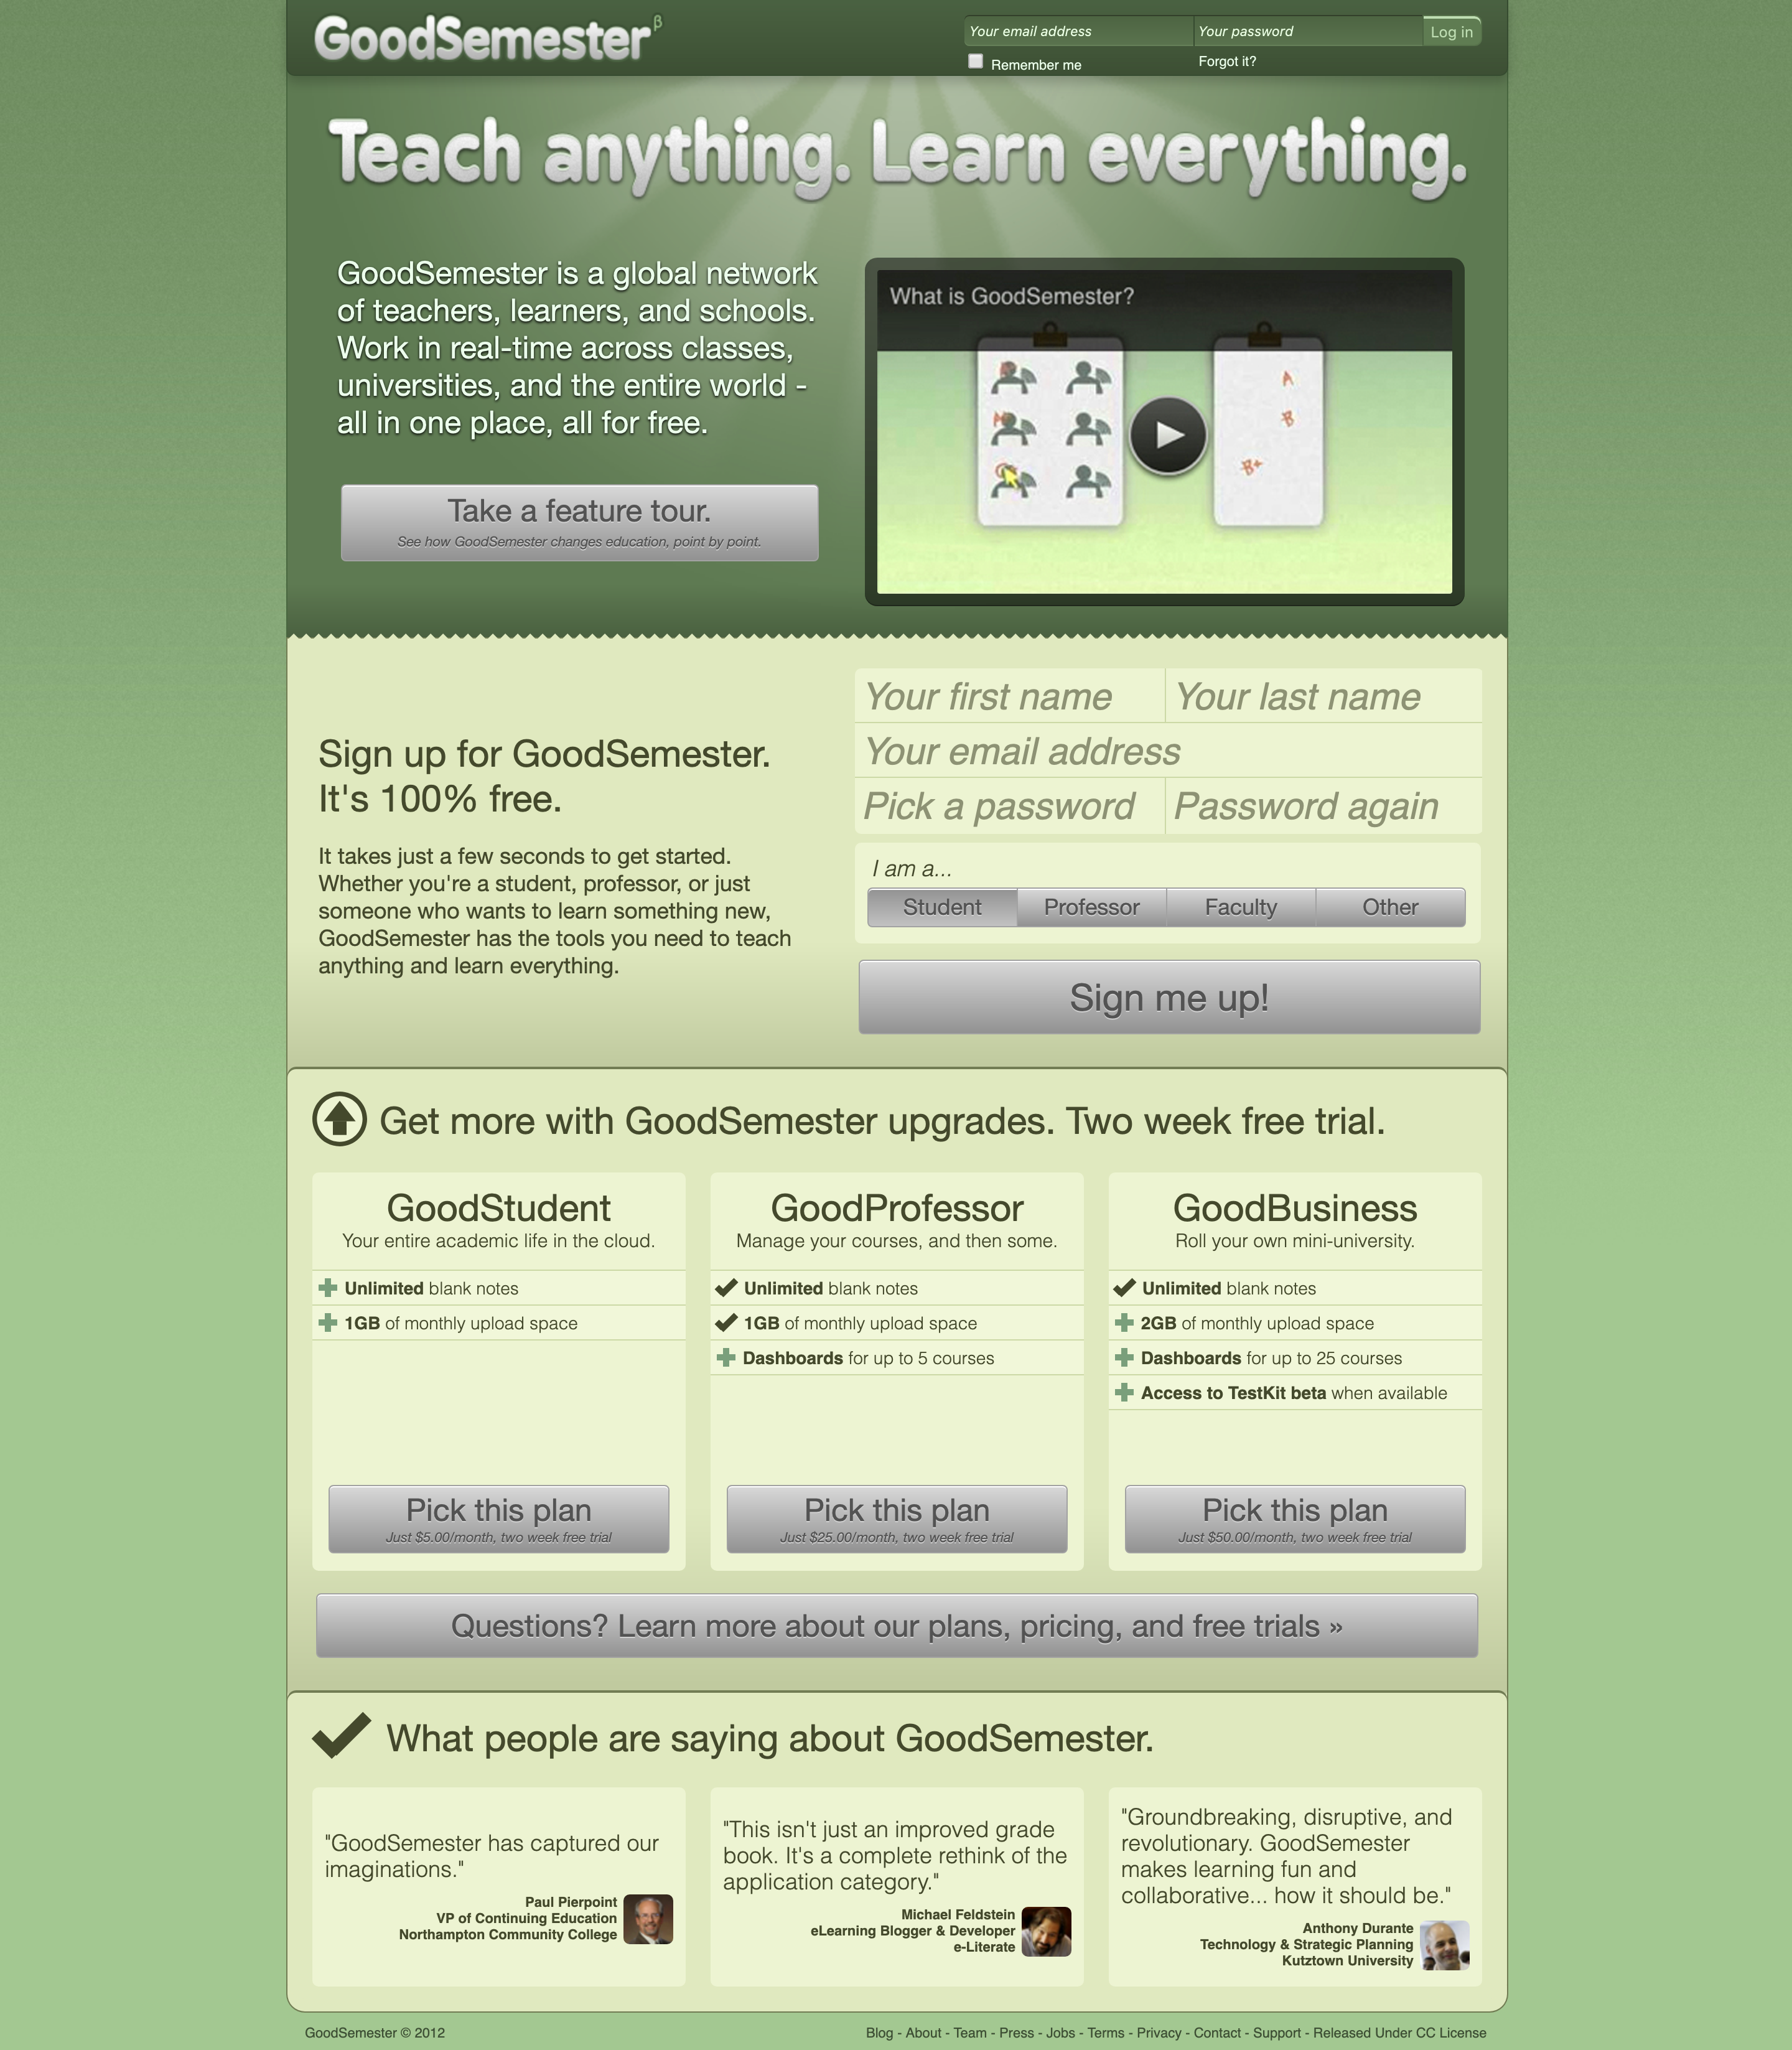 GoodSemester β
Your email address
Your password
Log in
Remember me
Forgot it?
Teach anything. Learn everything.
GoodSemester is a global network
of teachers, learners, and schools.
Work in real-time across classes,
universities, and the entire world -
all in one place, all for free.
Take a feature tour.
See how GoodSemester changes education, point by point.
What is GoodSemester?
A
B
B+
Sign up for GoodSemester.
It's 100% free.
It takes just a few seconds to get started.
Whether you're a student, professor, or just
someone who wants to learn something new,
GoodSemester has the tools you need to teach
anything and learn everything.
Your first name
Your last name
Your email address
Pick a password
Password again
I am a...
Student
Professor
Faculty
Other
Sign me up!
Get more with GoodSemester upgrades. Two week free trial.
GoodStudent
Your entire academic life in the cloud.
Unlimited blank notes
1GB of monthly upload space
Pick this plan
Just $5.00/month, two week free trial
GoodProfessor
Manage your courses, and then some.
Unlimited blank notes
1GB of monthly upload space
Dashboards for up to 5 courses
Pick this plan
Just $25.00/month, two week free trial
GoodBusiness
Roll your own mini-university.
Unlimited blank notes
2GB of monthly upload space
Dashboards for up to 25 courses
Access to TestKit beta when available
Pick this plan
Just $50.00/month, two week free trial
Questions? Learn more about our plans, pricing, and free trials »
What people are saying about GoodSemester.
"GoodSemester has captured our
imaginations."
Paul Pierpoint
VP of Continuing Education
Northampton Community College
"This isn't just an improved grade
book. It's a complete rethink of the
application category."
Michael Feldstein
eLearning Blogger & Developer
e-Literate
"Groundbreaking, disruptive, and
revolutionary. GoodSemester
makes learning fun and
collaborative... how it should be."
Anthony Durante
Technology & Strategic Planning
Kutztown University
GoodSemester © 2012
Blog - About - Team - Press - Jobs - Terms - Privacy - Contact - Support - Released Under CC License